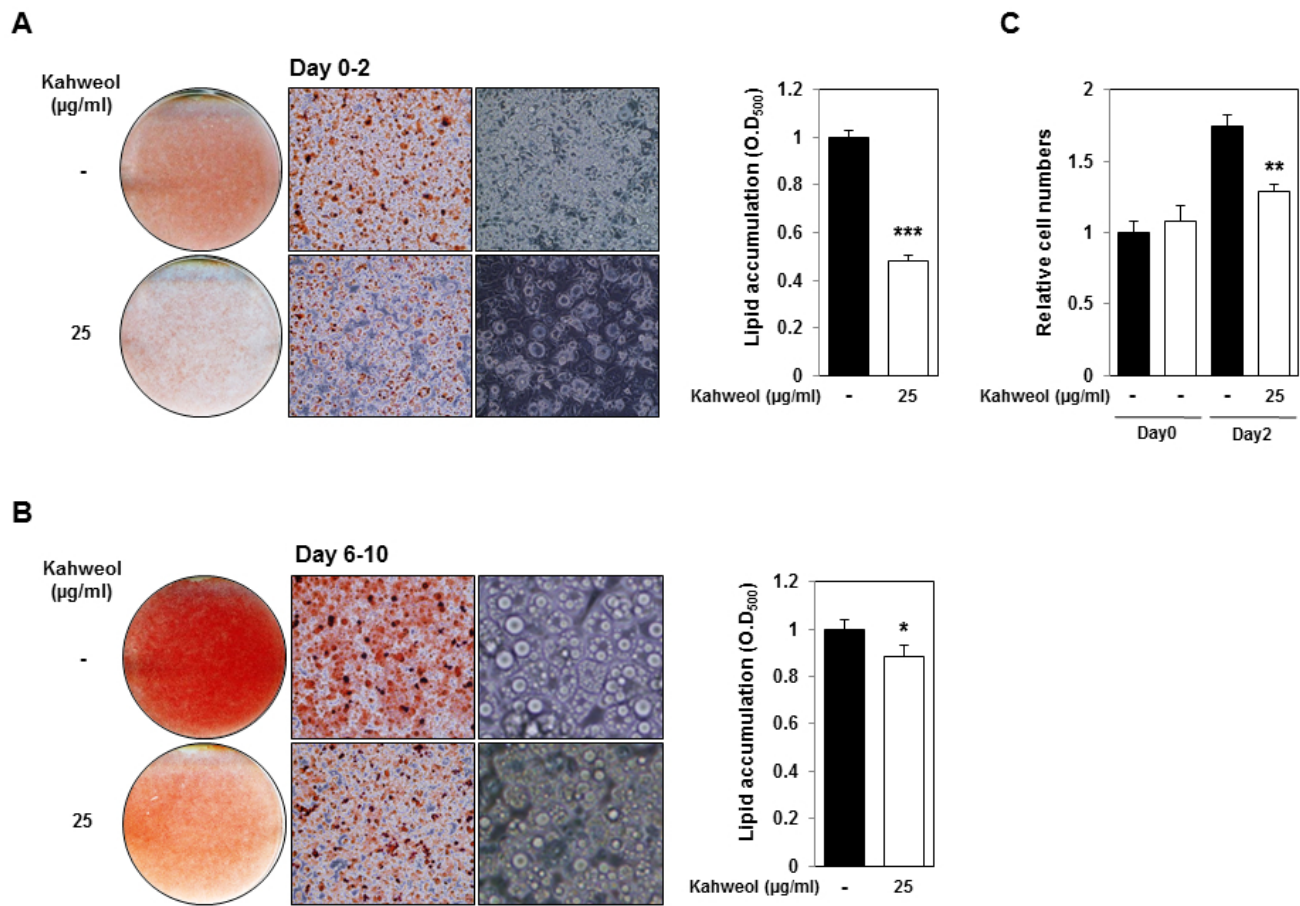 A
Kahweol
(µg/ml)
Day 0-2
-
25
Lipid accumulation (O.D500)
1.2
1
0.8
0.6
0.4
0.2
0
***
Kahweol (µg/ml)
-
25
C
Relative cell numbers
2
1.5
1
0.5
0
**
Kahweol (µg/ml)
-
-
-
25
Day0
Day2
B
Kahweol
(µg/ml)
Day 6-10
-
25
Lipid accumulation (O.D500)
1.2
1
0.8
0.6
0.4
0.2
0
*
Kahweol (µg/ml)
-
25